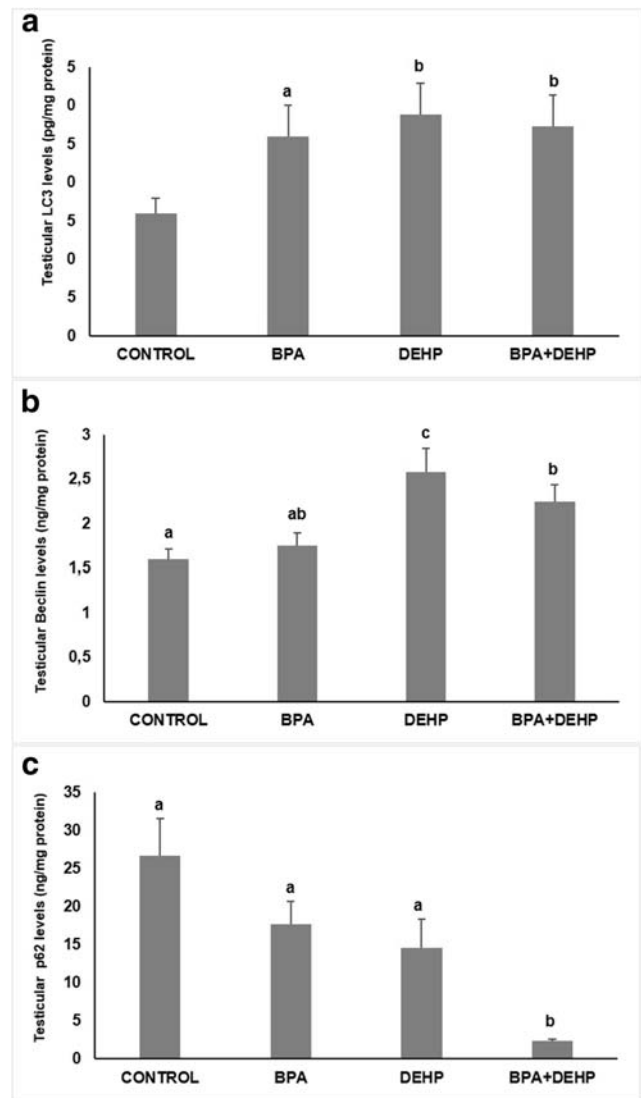 a
Testicular LC3 levels (pg/mg protein)
5
0
5
0
5
0
5
0
a
b
b
CONTROL BPA DEHP BPA+DEHP
b
Testicular Beclin levels (ng/mg protein)
3
2,5
2
1,5
1
0,5
0
a
ab
c
b
CONTROL BPA DEHP BPA+DEHP
c
Testicular p62 levels (ng/mg protein)
35
30
25
20
15
10
5
0
a
a
a
b
CONTROL BPA DEHP BPA+DEHP